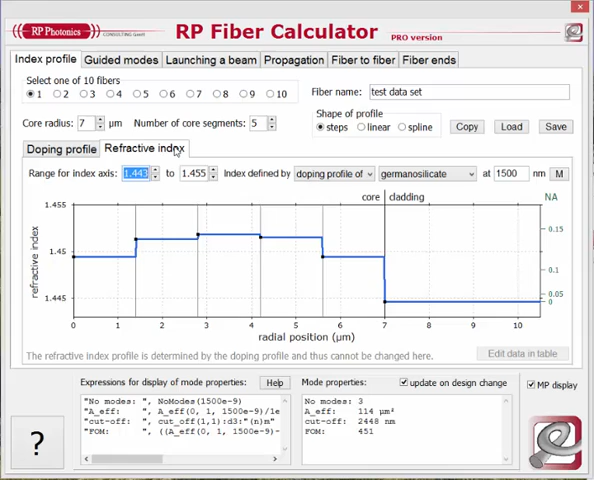 RP Photonics CONSULTING GmbH RP Fiber Calculator PRO version
Index profile Guided modes Launching a beam Propagation Fiber to fiber Fiber ends
Select one of 10 fibers
1 2 3 4 5 6 7 8 9 10
Fiber name: test data set
Core radius: 7 µm Number of core segments: 5
Shape of profile
steps linear spline
Copy Load Save
Doping profile Refractive index
Range for index axis: 1.443 to 1.455 Index defined by doping profile of germanosilicate at 1500 nm M
core cladding NA
1.455
1.45
1.445
refractive index
0.15
0.1
0.05
0
0 1 2 3 4 5 6 7 8 9 10
radial position (µm)
The refractive index profile is determined by the doping profile and thus cannot be changed here.
Edit data in table
Expressions for display of mode properties: Help
"No modes: ", NoModes(1500e-9)
"A_eff: ", A_eff(0, 1, 1500e-9)/1e
"cut-off: ", cut_off(1,1):d3:"(n)m"
"FOM: ", ((A_eff(0, 1, 1500e-9)-
Mode properties: update on design change
No modes: 3
A_eff: 114 µm²
cut-off: 2448 nm
FOM: 451
MP display
?